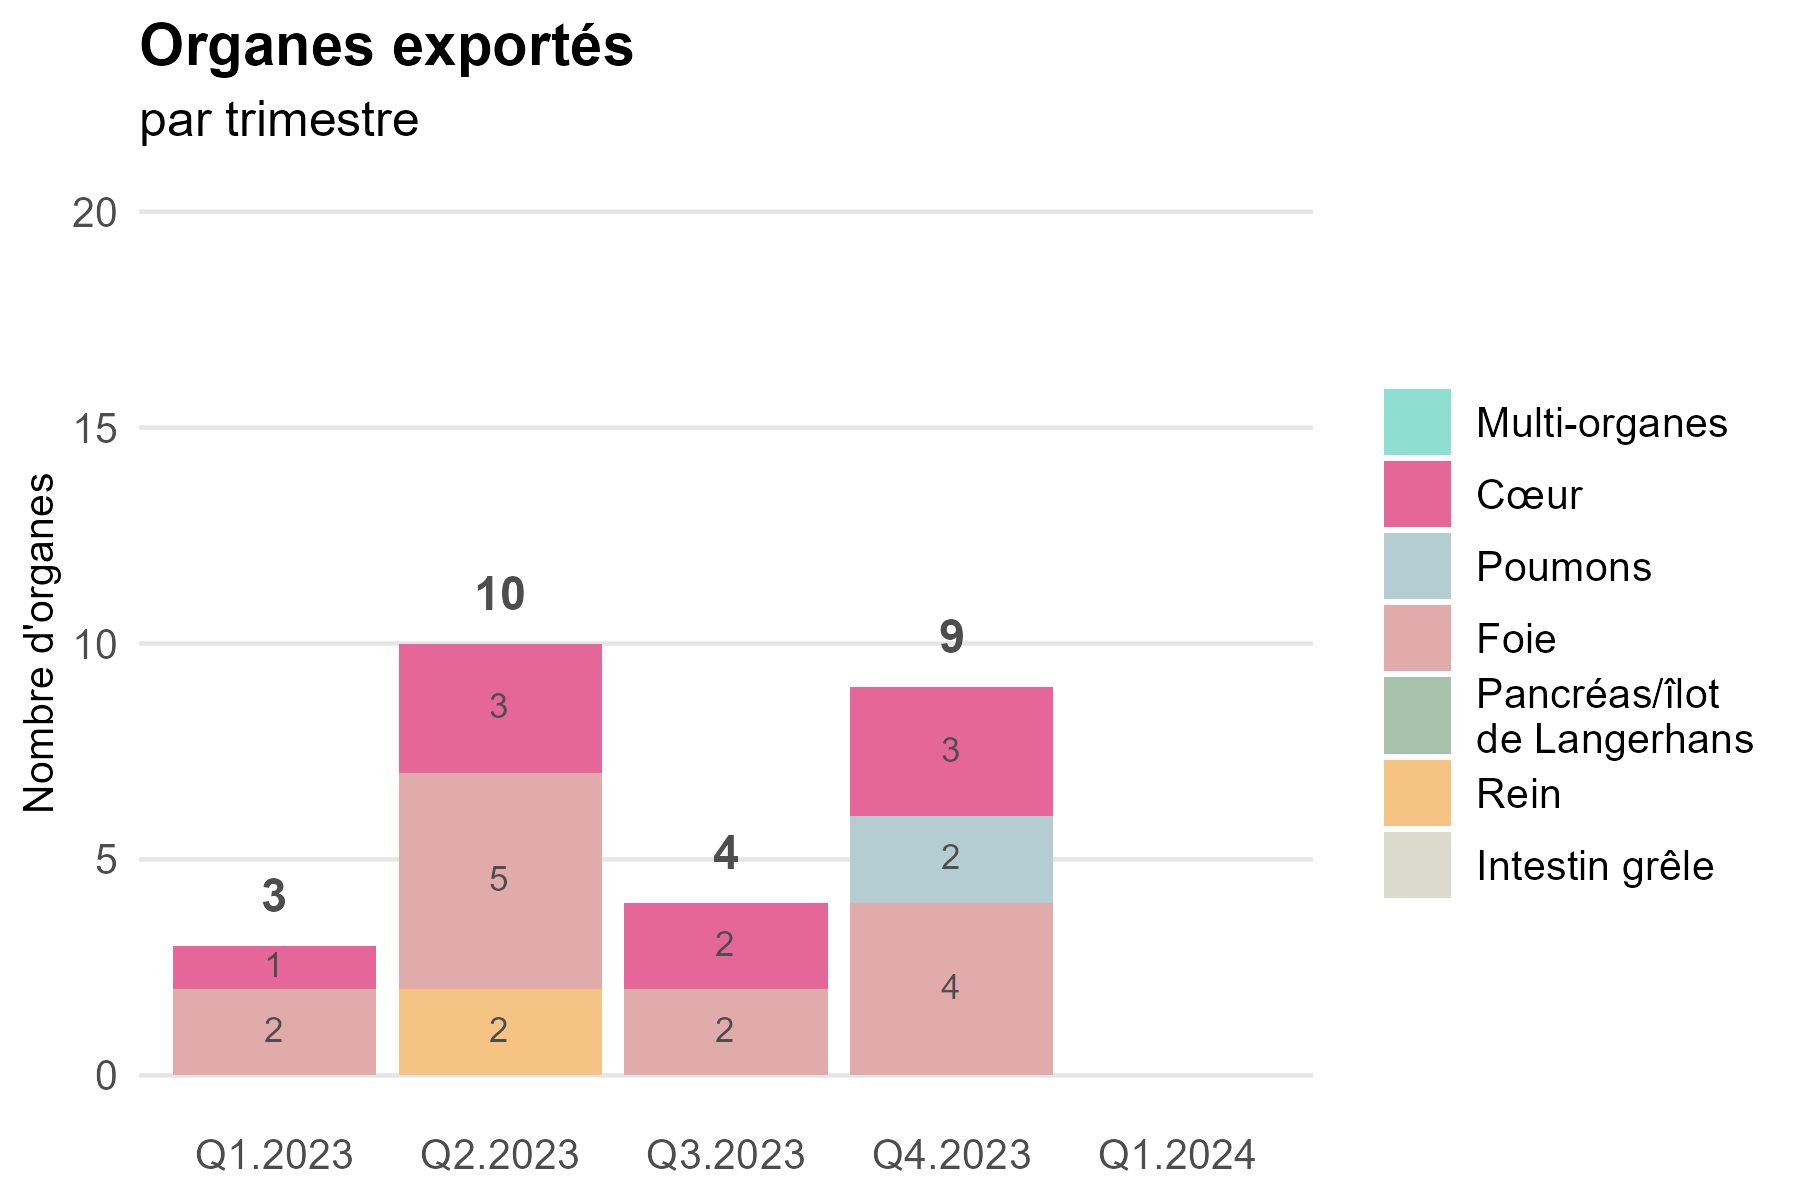 Organes exportés
par trimestre
Nombre d'organes
20
15
10
5
0
3
1
2
10
3
5
2
4
2
2
9
3
2
4
Q1.2023
Q2.2023
Q3.2023
Q4.2023
Q1.2024
Multi-organes
Cœur
Poumons
Foie
Pancréas/îlot
de Langerhans
Rein
Intestin grêle